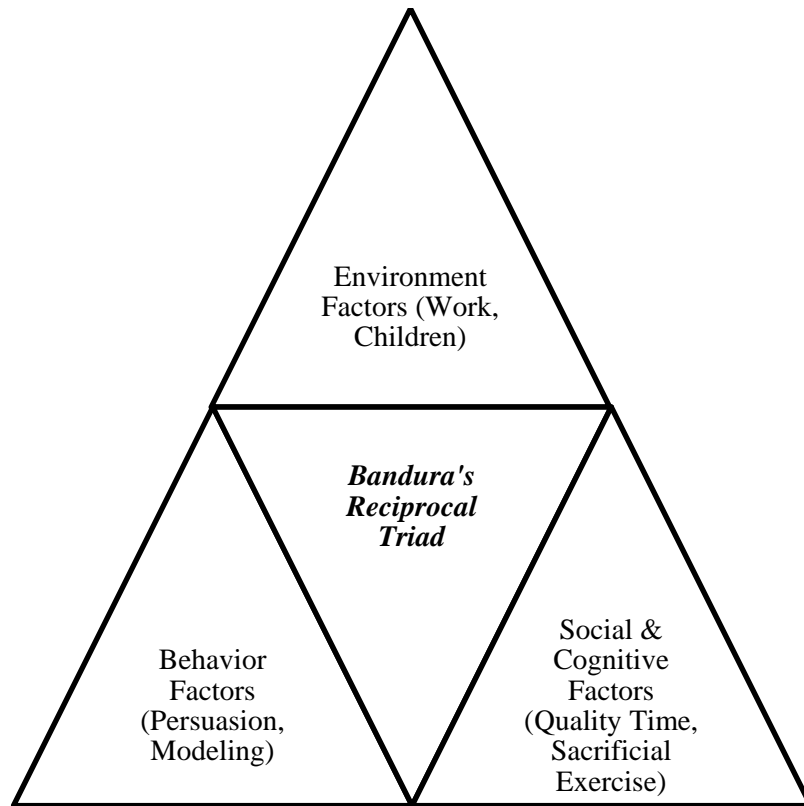 Environment
Factors (Work,
Children)
Bandura's
Reciprocal
Triad
Behavior
Factors
(Persuasion,
Modeling)
Social &
Cognitive
Factors
(Quality Time,
Sacrificial
Exercise)